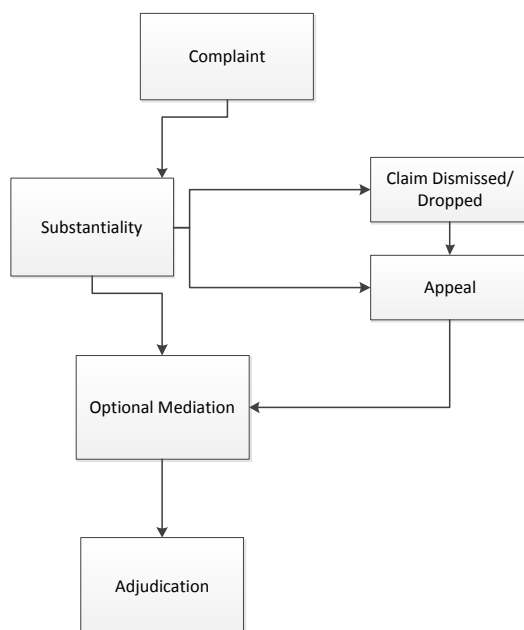 Complaint
Substantiality
Claim Dismissed/
Dropped
Appeal
Optional Mediation
Adjudication